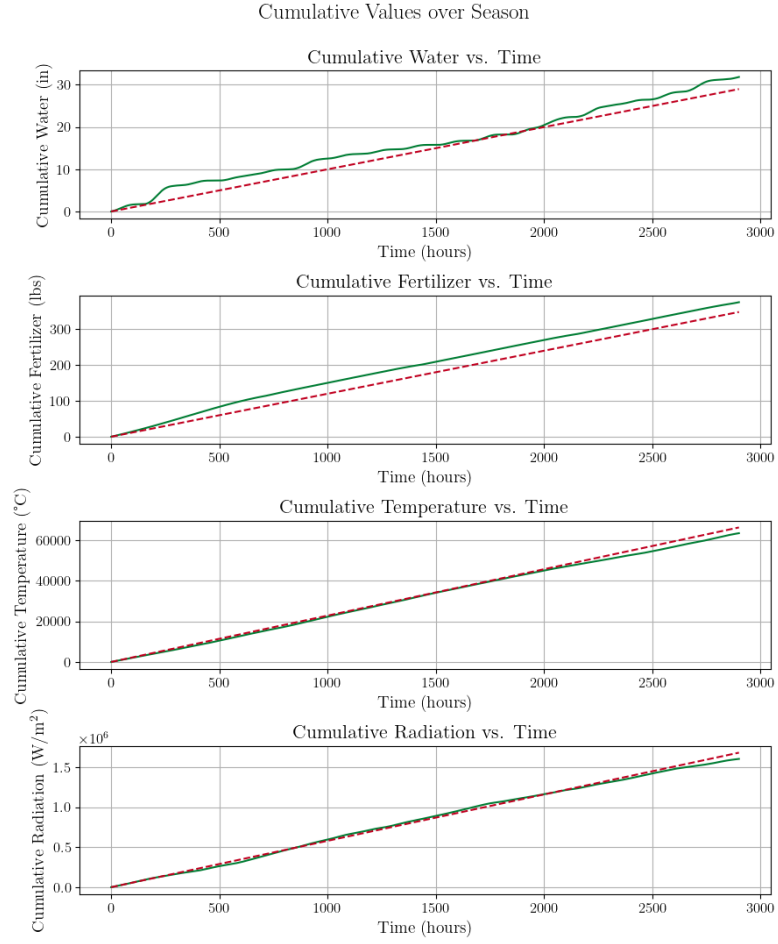 Cumulative Values over Season
Cumulative Water vs. Time
Cumulative Water (in)
30
20
10
0
0 500 1000 1500 2000 2500 3000
Time (hours)
Cumulative Fertilizer vs. Time
Cumulative Fertilizer (lbs)
300
200
100
0
0 500 1000 1500 2000 2500 3000
Time (hours)
Cumulative Temperature vs. Time
Cumulative Temperature (°C)
60000
40000
20000
0
0 500 1000 1500 2000 2500 3000
Time (hours)
Cumulative Radiation vs. Time
Cumulative Radiation (W/m²)
×10⁶
1.5
1.0
0.5
0.0
0 500 1000 1500 2000 2500 3000
Time (hours)